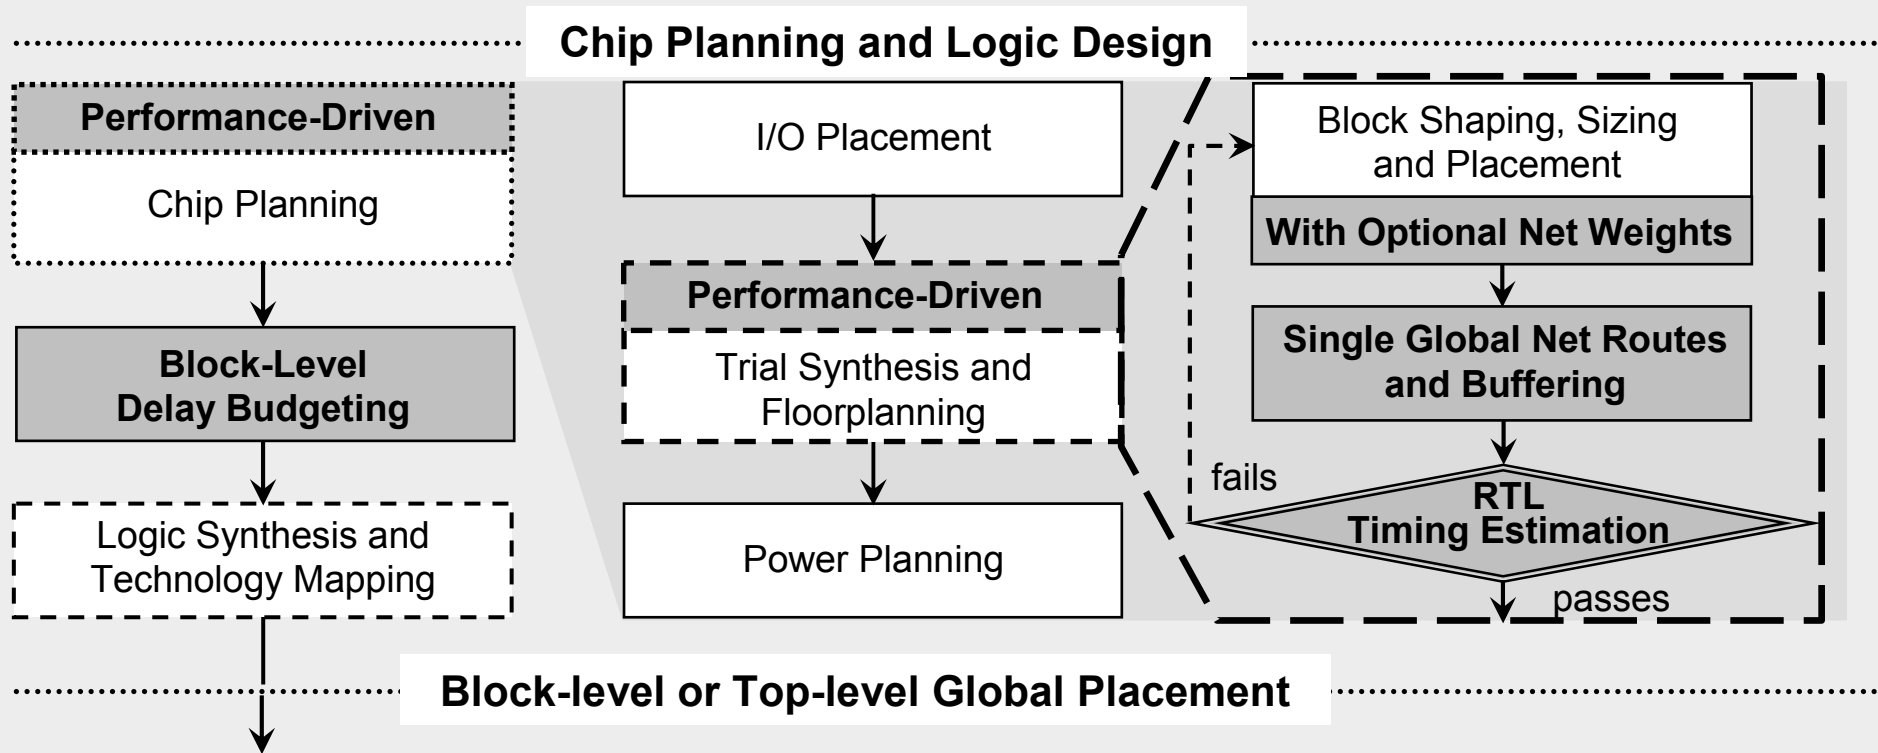 Chip Planning and Logic Design
Performance-Driven
Chip Planning
Block-Level
Delay Budgeting
Logic Synthesis and
Technology Mapping
I/O Placement
Performance-Driven
Trial Synthesis and
Floorplanning
Power Planning
Block Shaping, Sizing
and Placement
With Optional Net Weights
Single Global Net Routes
and Buffering
fails
RTL
Timing Estimation
passes
Block-level or Top-level Global Placement